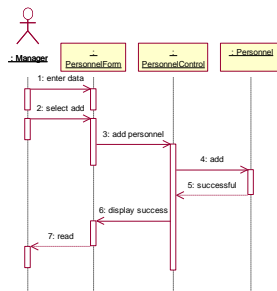 : Manager
:
PersonnelForm
:
PersonnelControl
: Personnel
1: enter data
2: select add
3: add personnel
4: add
5: successful
6: display success
7: read